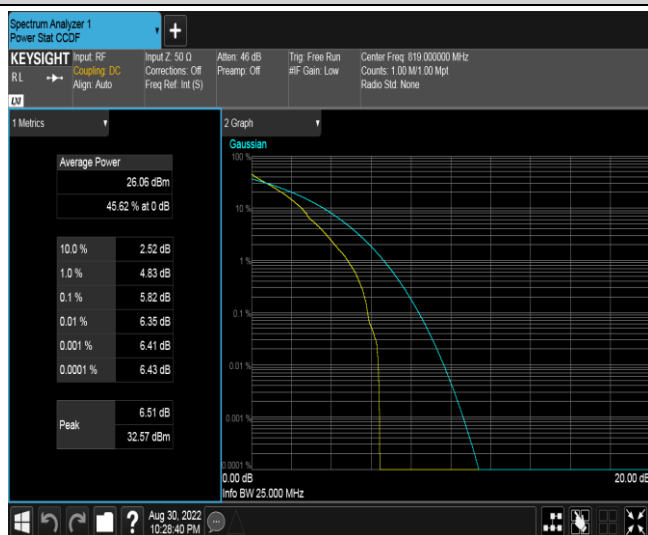 Spectrum Analyzer 1
Power Stat CCDF
+
KEYSIGHT
RL
LXI
Input: RF
Coupling: DC
Align: Auto
Input Z: 50 Ω
Corrections: Off
Freq Ref: Int (S)
Atten: 46 dB
Preamp: Off
Trig: Free Run
#IF Gain: Low
Center Freq: 819.000000 MHz
Counts: 1.00 M/1.00 Mpt
Radio Std: None
1 Metrics
Average Power
26.06 dBm
45.62 % at 0 dB
10.0 % 2.52 dB
1.0 % 4.83 dB
0.1 % 5.82 dB
0.01 % 6.35 dB
0.001 % 6.41 dB
0.0001 % 6.43 dB
Peak
6.51 dB
32.57 dBm
2 Graph
Gaussian
100 %
10 %
1 %
0.1 %
0.01 %
0.001 %
0.0001 %
0.00 dB 20.00 dB
Info BW 25.000 MHz
?
Aug 30, 2022
10:28:40 PM